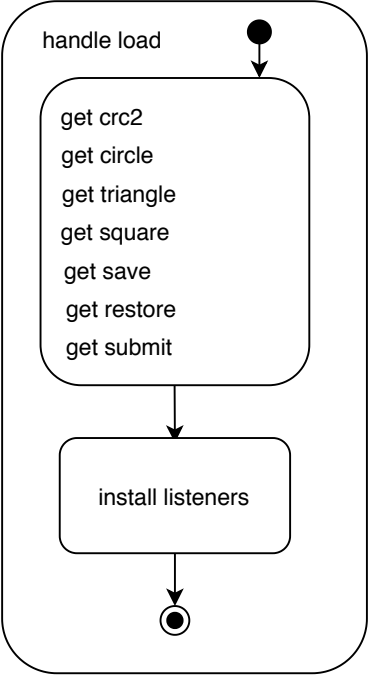 handle load
get crc2
get circle
get triangle
get square
get save
get restore
get submit
install listeners